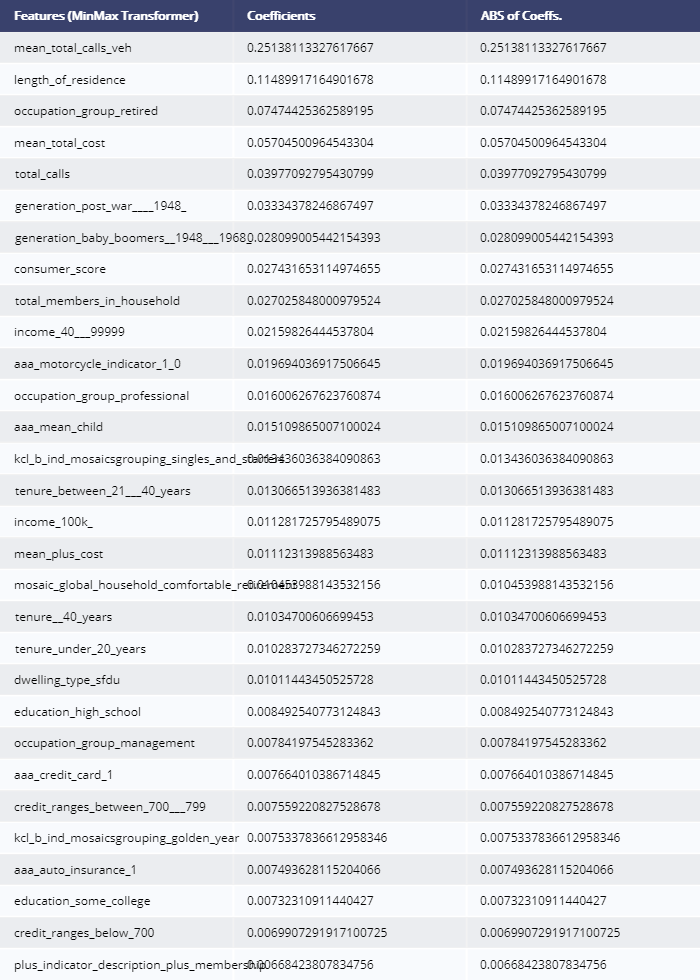 Features (MinMax Transformer) Coefficients ABS of Coeffs.
mean_total_calls_veh 0.25138113327617667 0.25138113327617667
length_of_residence 0.11489917164901678 0.11489917164901678
occupation_group_retired 0.07474425362589195 0.07474425362589195
mean_total_cost 0.05704500964543304 0.05704500964543304
total_calls 0.03977092795430799 0.03977092795430799
generation_post_war____1948_ 0.03334378246867497 0.03334378246867497
generation_baby_boomers__1948___1968_ 0.028099005442154393 0.028099005442154393
consumer_score 0.027431653114974655 0.027431653114974655
total_members_in_household 0.027025848000979524 0.027025848000979524
income_40___99999 0.02159826444537804 0.02159826444537804
aaa_motorcycle_indicator_1_0 0.019694036917506645 0.019694036917506645
occupation_group_professional 0.016006267623760874 0.016006267623760874
aaa_mean_child 0.015109865007100024 0.015109865007100024
kcl_b_ind_mosaicsgrouping_singles_and_starters 0.013436036384090863 0.013436036384090863
tenure_between_21___40_years 0.013066513936381483 0.013066513936381483
income_100k_ 0.011281725795489075 0.011281725795489075
mean_plus_cost 0.01112313988563483 0.01112313988563483
mosaic_global_household_comfortable_retirement 0.010453988143532156 0.010453988143532156
tenure__40_years 0.01034700606699453 0.01034700606699453
tenure_under_20_years 0.010283727346272259 0.010283727346272259
dwelling_type_sfdu 0.01011443450525728 0.01011443450525728
education_high_school 0.008492540773124843 0.008492540773124843
occupation_group_management 0.00784197545283362 0.00784197545283362
aaa_credit_card_1 0.007664010386714845 0.007664010386714845
credit_ranges_between_700___799 0.007559220827528678 0.007559220827528678
kcl_b_ind_mosaicsgrouping_golden_year 0.0075337836612958346 0.0075337836612958346
aaa_auto_insurance_1 0.007493628115204066 0.007493628115204066
education_some_college 0.00732310911440427 0.00732310911440427
credit_ranges_below_700 0.0069907291917100725 0.0069907291917100725
plus_indicator_description_plus_membership 0.00668423807834756 0.00668423807834756